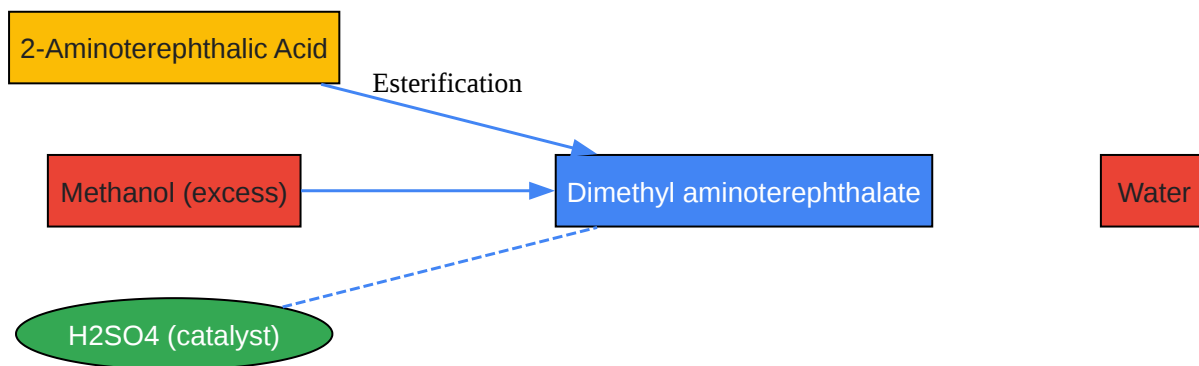 2-Aminoterephthalic Acid
Esterification
Methanol (excess)
Dimethyl aminoterephthalate
Water
H2SO4 (catalyst)